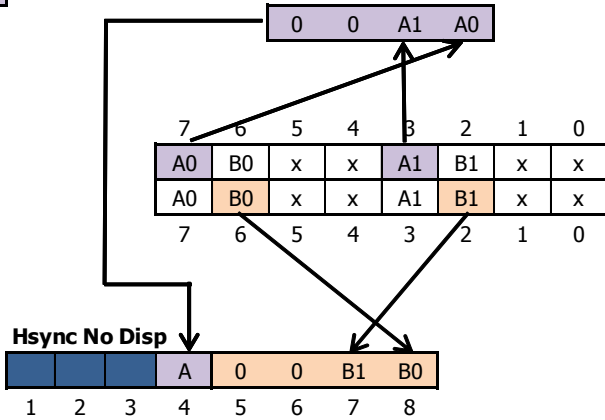 0 0 A1 A0
7 6 5 4 3 2 1 0
A0 B0 x x A1 B1 x x
A0 B0 x x A1 B1 x x
7 6 5 4 3 2 1 0
Hsync No Disp
A 0 0 B1 B0
1 2 3 4 5 6 7 8